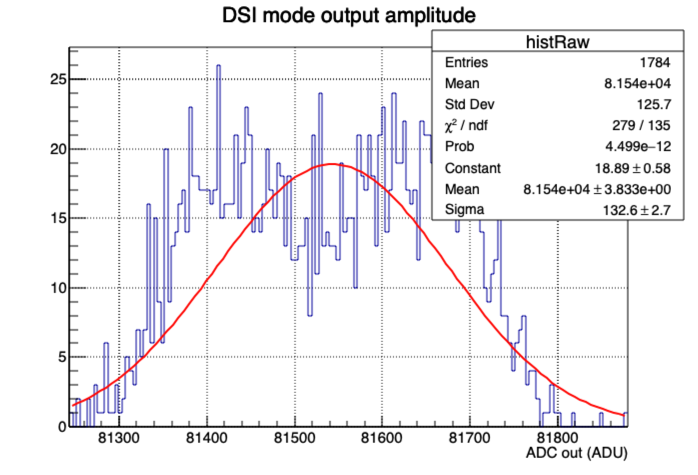 DSI mode output amplitude
histRaw
Entries 1784
Mean 8.154e+04
Std Dev 125.7
χ² / ndf 279 / 135
Prob 4.499e−12
Constant 18.89 ± 0.58
Mean 8.154e+04 ± 3.833e+00
Sigma 132.6 ± 2.7
25
20
15
10
5
0
81300 81400 81500 81600 81700 81800
ADC out (ADU)